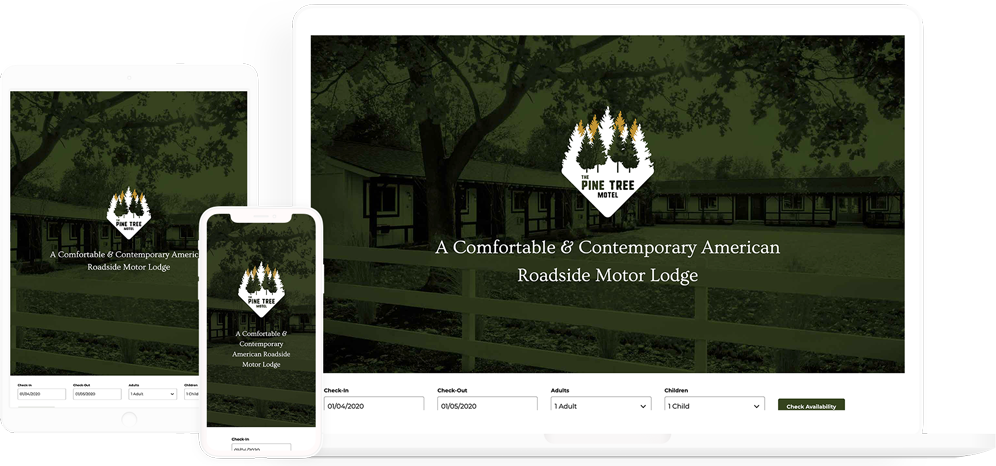 THE
PINE TREE
MOTEL
A Comfortable & Contemporary American
Roadside Motor Lodge
Check-In
Check-Out
Adults
Children
01/04/2020
01/05/2020
1 Adult
1 Child
Check Availability
THE
PINE TREE
MOTEL
A Comfortable & Contemporary Americ
Roadside Motor Lodge
Check-In
Check-Out
Adults
Children
01/04/2020
01/05/2020
1 Adult
1 Child
THE
PINE TREE
MOTEL
A Comfortable &
Contemporary
American Roadside
Motor Lodge
Check-In
01/04/2020